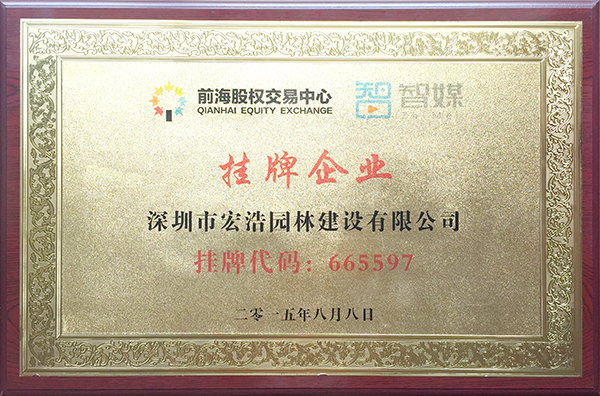 前海股权交易中心
QIANHAI EQUITY EXCHANGE
智媒
ZHIMEI
挂牌企业
深圳市宏浩园林建设有限公司
挂牌代码：665597
二零一五年八月八日